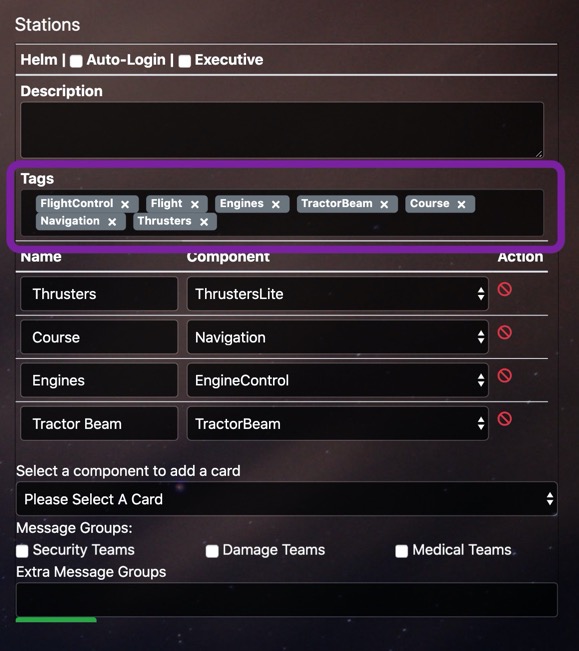 Stations
Helm | Auto-Login | Executive
Description
Tags
FlightControl × Flight × Engines × TractorBeam × Course ×
Navigation × Thrusters ×
Name Component Action
Thrusters ThrustersLite
Course Navigation
Engines EngineControl
Tractor Beam TractorBeam
Select a component to add a card
Please Select A Card
Message Groups:
Security Teams Damage Teams Medical Teams
Extra Message Groups